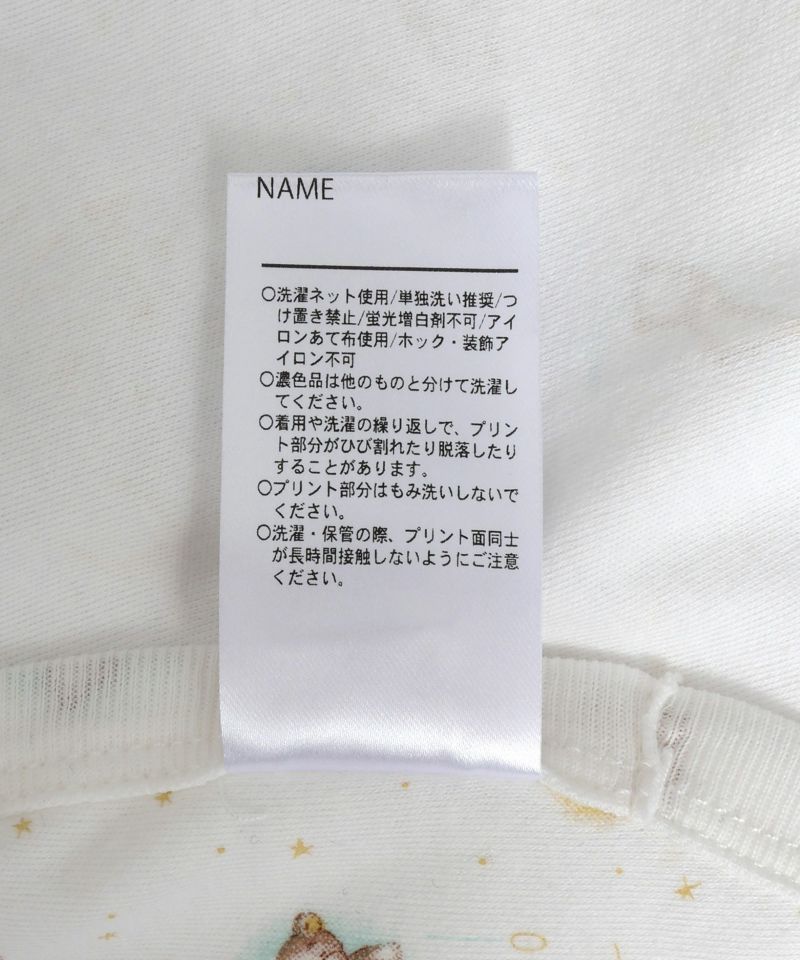 NAME
〇洗濯ネット使用/単独洗い推奨/つ
け置き禁止/蛍光増白剤不可/アイ
ロンあて布使用/ホック・装飾ア
イロン不可
〇濃色品は他のものと分けて洗濯し
てください。
〇着用や洗濯の繰り返しで、プリン
ト部分がひび割れたり脱落したり
することがあります。
〇プリント部分はもみ洗いしないで
ください。
〇洗濯・保管の際、プリント面同士
が長時間接触しないようにご注意
ください。